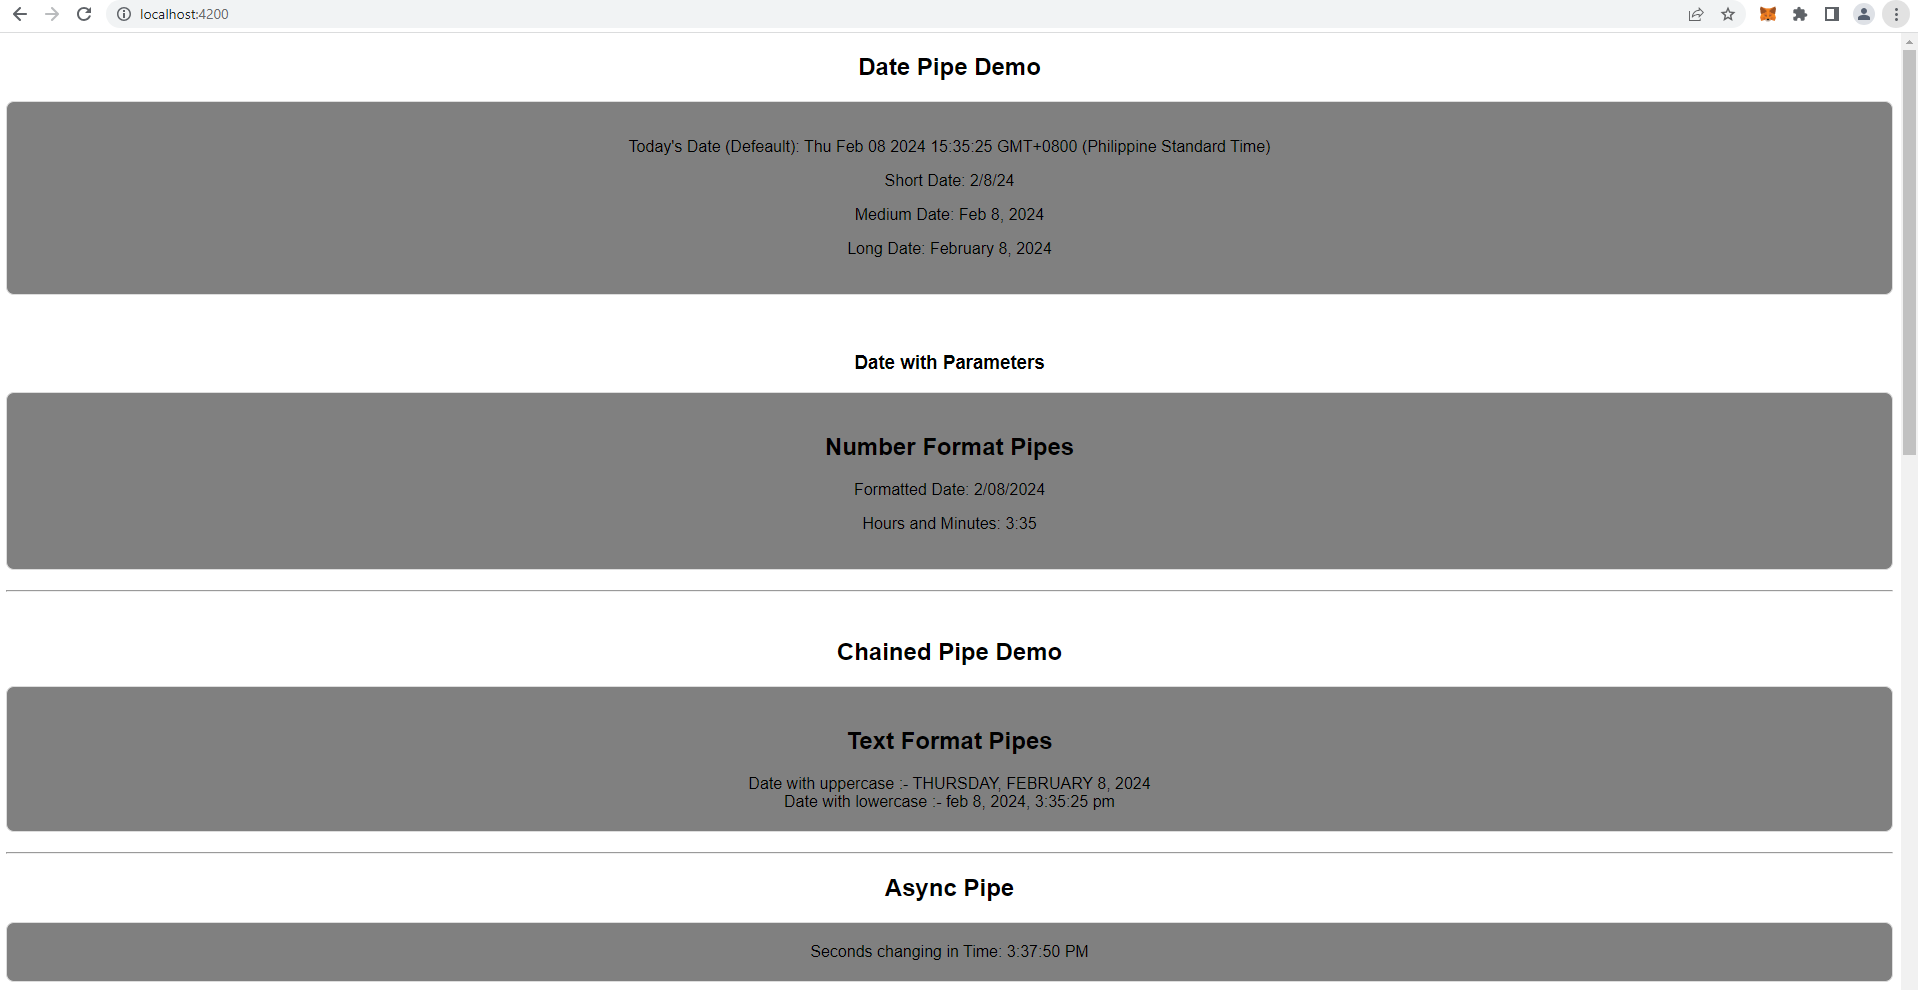 localhost:4200
Date Pipe Demo
Today's Date (Defeault): Thu Feb 08 2024 15:35:25 GMT+0800 (Philippine Standard Time)
Short Date: 2/8/24
Medium Date: Feb 8, 2024
Long Date: February 8, 2024
Date with Parameters
Number Format Pipes
Formatted Date: 2/08/2024
Hours and Minutes: 3:35
Chained Pipe Demo
Text Format Pipes
Date with uppercase :- THURSDAY, FEBRUARY 8, 2024
Date with lowercase :- feb 8, 2024, 3:35:25 pm
Async Pipe
Seconds changing in Time: 3:37:50 PM